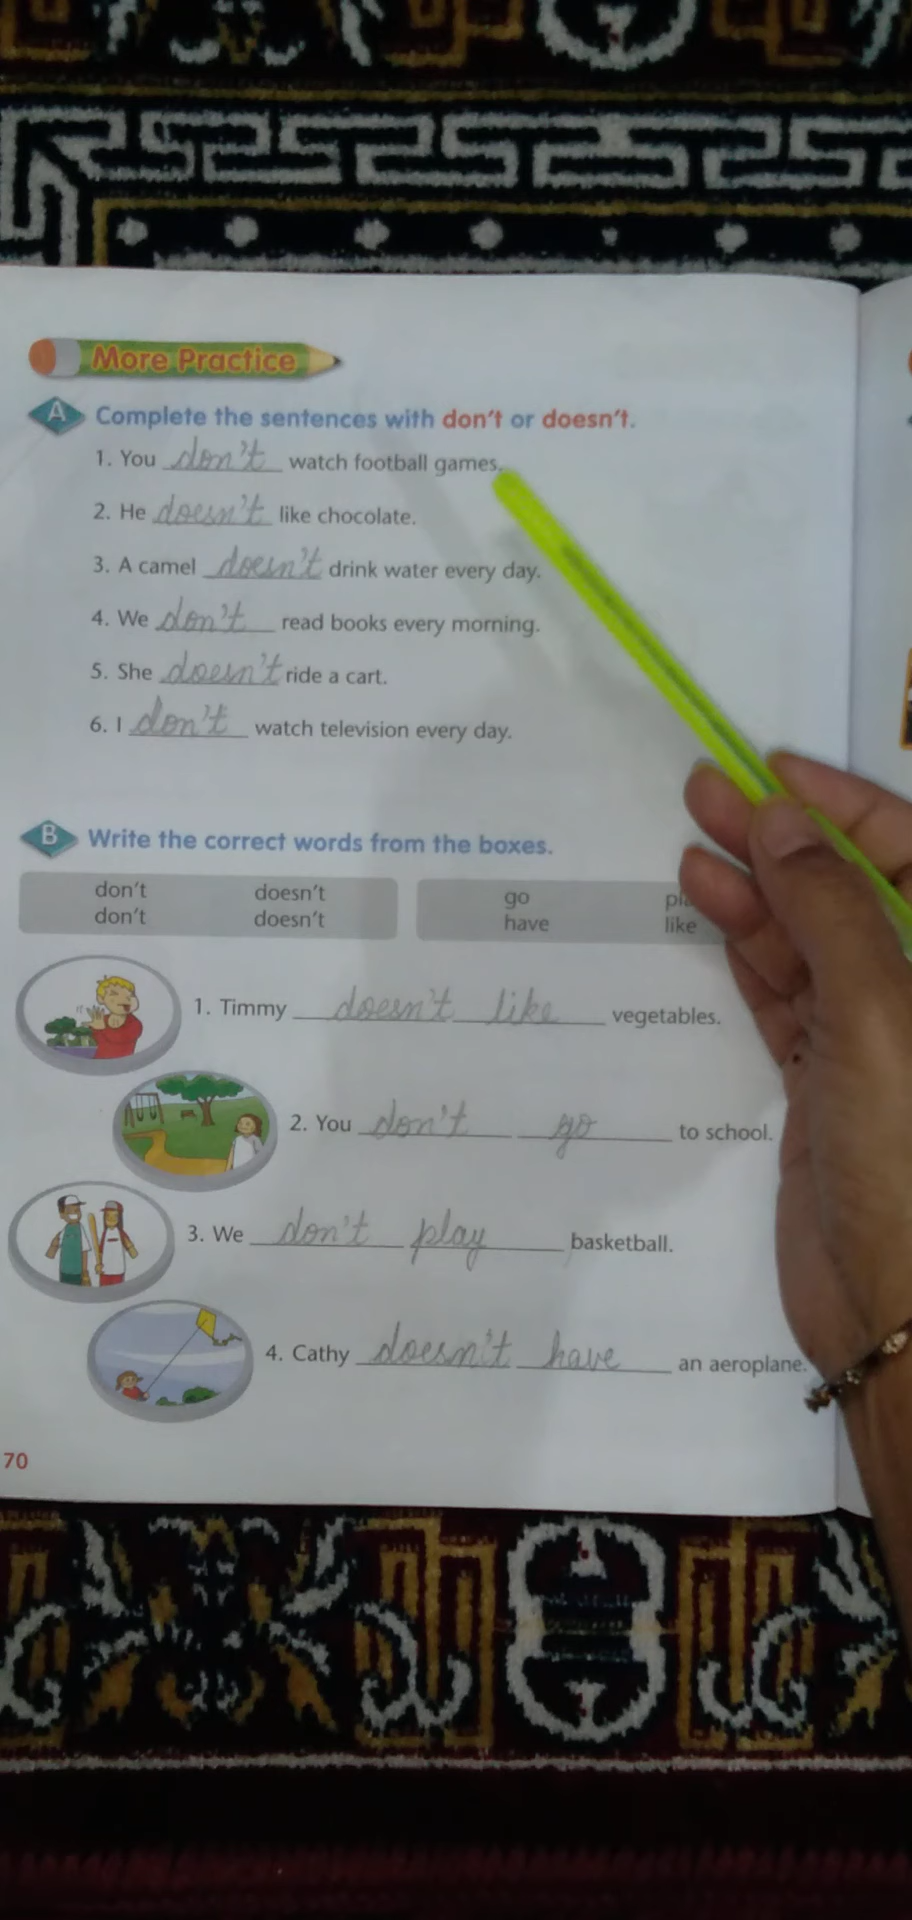 More Practice
A Complete the sentences with don't or doesn't.
1. You don't watch football games.
2. He doesn't like chocolate.
3. A camel doesn't drink water every day.
4. We don't read books every morning.
5. She doesn't ride a cart.
6. I don't watch television every day.
B Write the correct words from the boxes.
don't doesn't go
don't doesn't have like
1. Timmy doesn't like vegetables.
2. You don't go to school.
3. We don't play basketball.
4. Cathy doesn't have an aeroplane.
70